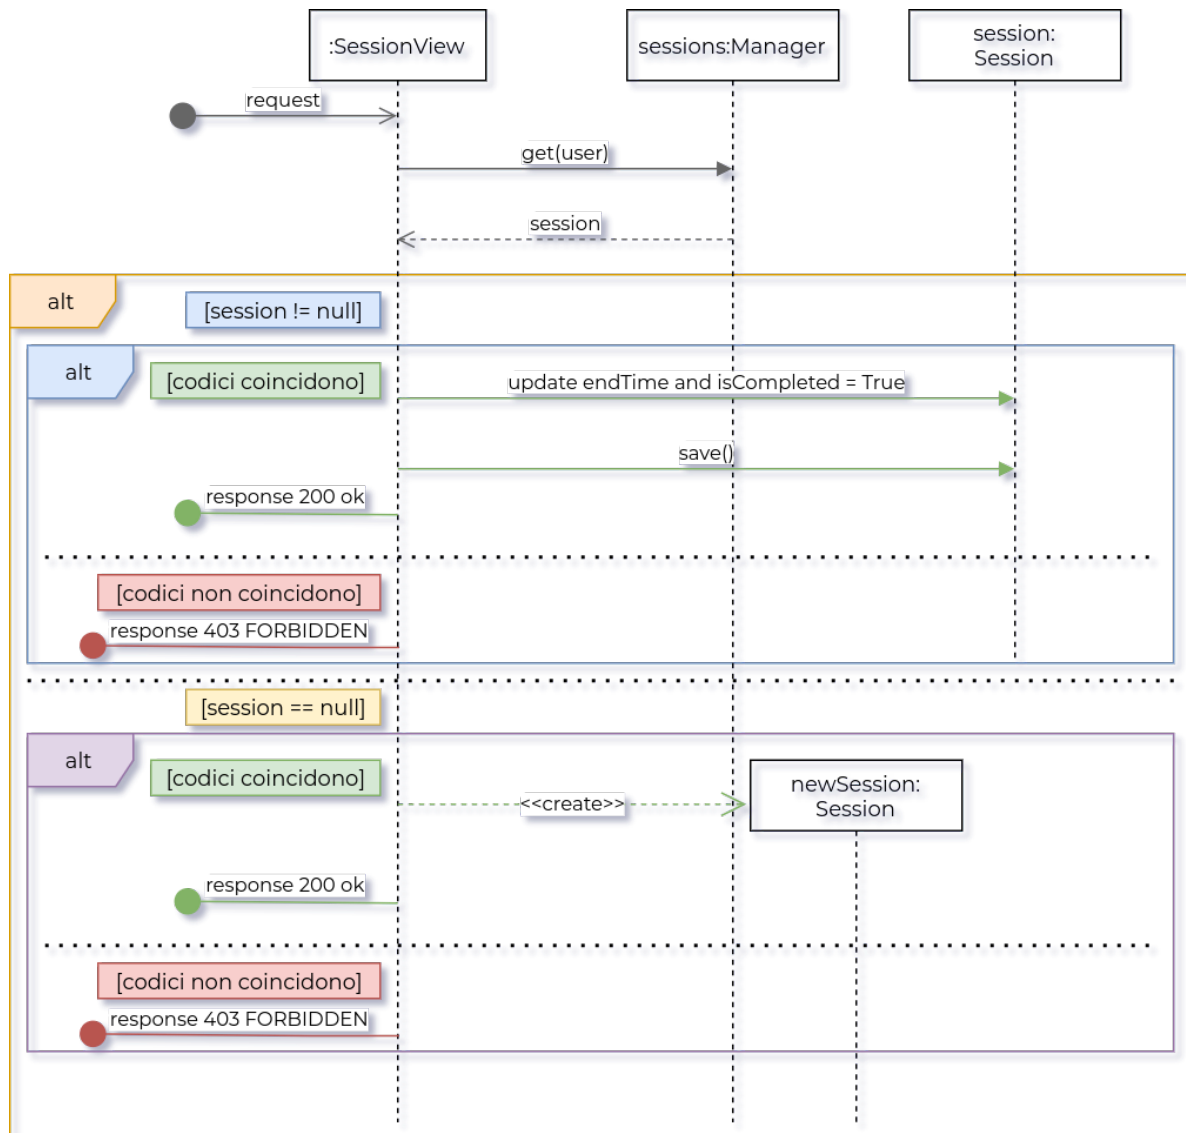 :SessionView
sessions:Manager
session:
Session
request
get(user)
session
alt
[session != null]
alt
[codici coincidono]
update endTime and isCompleted = True
save()
response 200 ok
[codici non coincidono]
response 403 FORBIDDEN
[session == null]
alt
[codici coincidono]
<<create>>
newSession:
Session
response 200 ok
[codici non coincidono]
response 403 FORBIDDEN